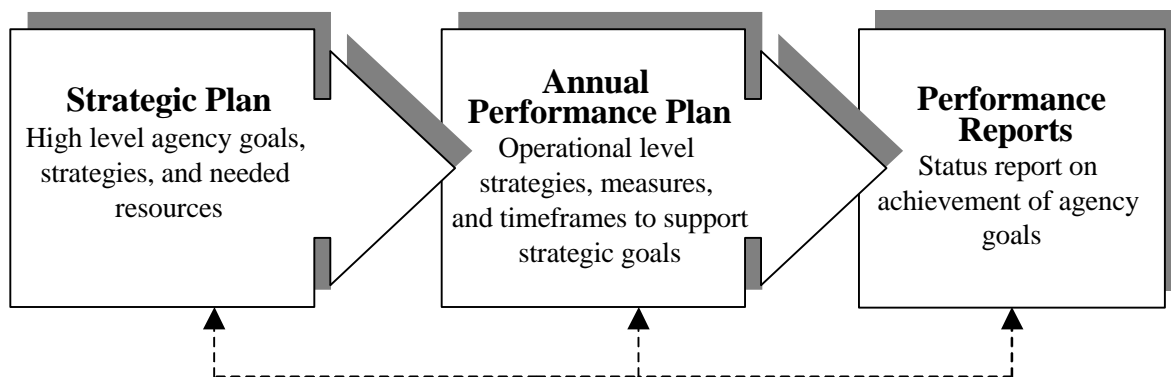 Strategic Plan
High level agency goals,
strategies, and needed
resources
Annual
Performance Plan
Operational level
strategies, measures,
and timeframes to support
strategic goals
Performance
Reports
Status report on
achievement of agency
goals